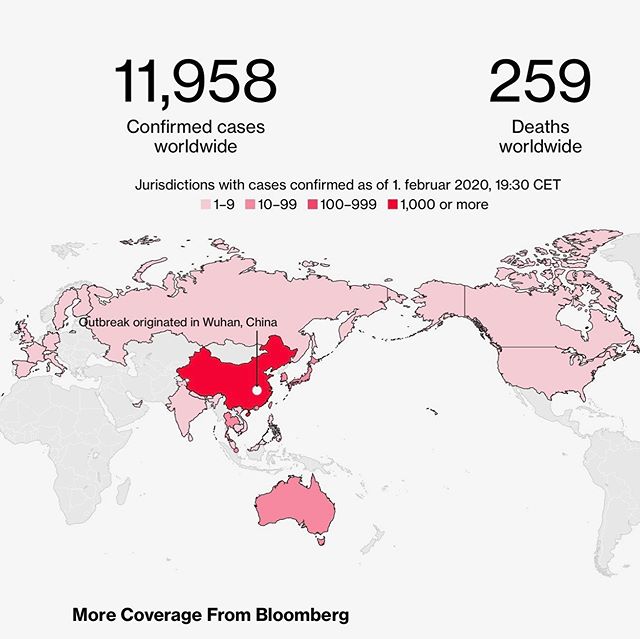 11,958
259
Confirmed cases
worldwide
Deaths
worldwide
Jurisdictions with cases confirmed as of 1. februar 2020, 19:30 CET
1–9 10–99 100–999 1,000 or more
Outbreak originated in Wuhan, China
More Coverage From Bloomberg